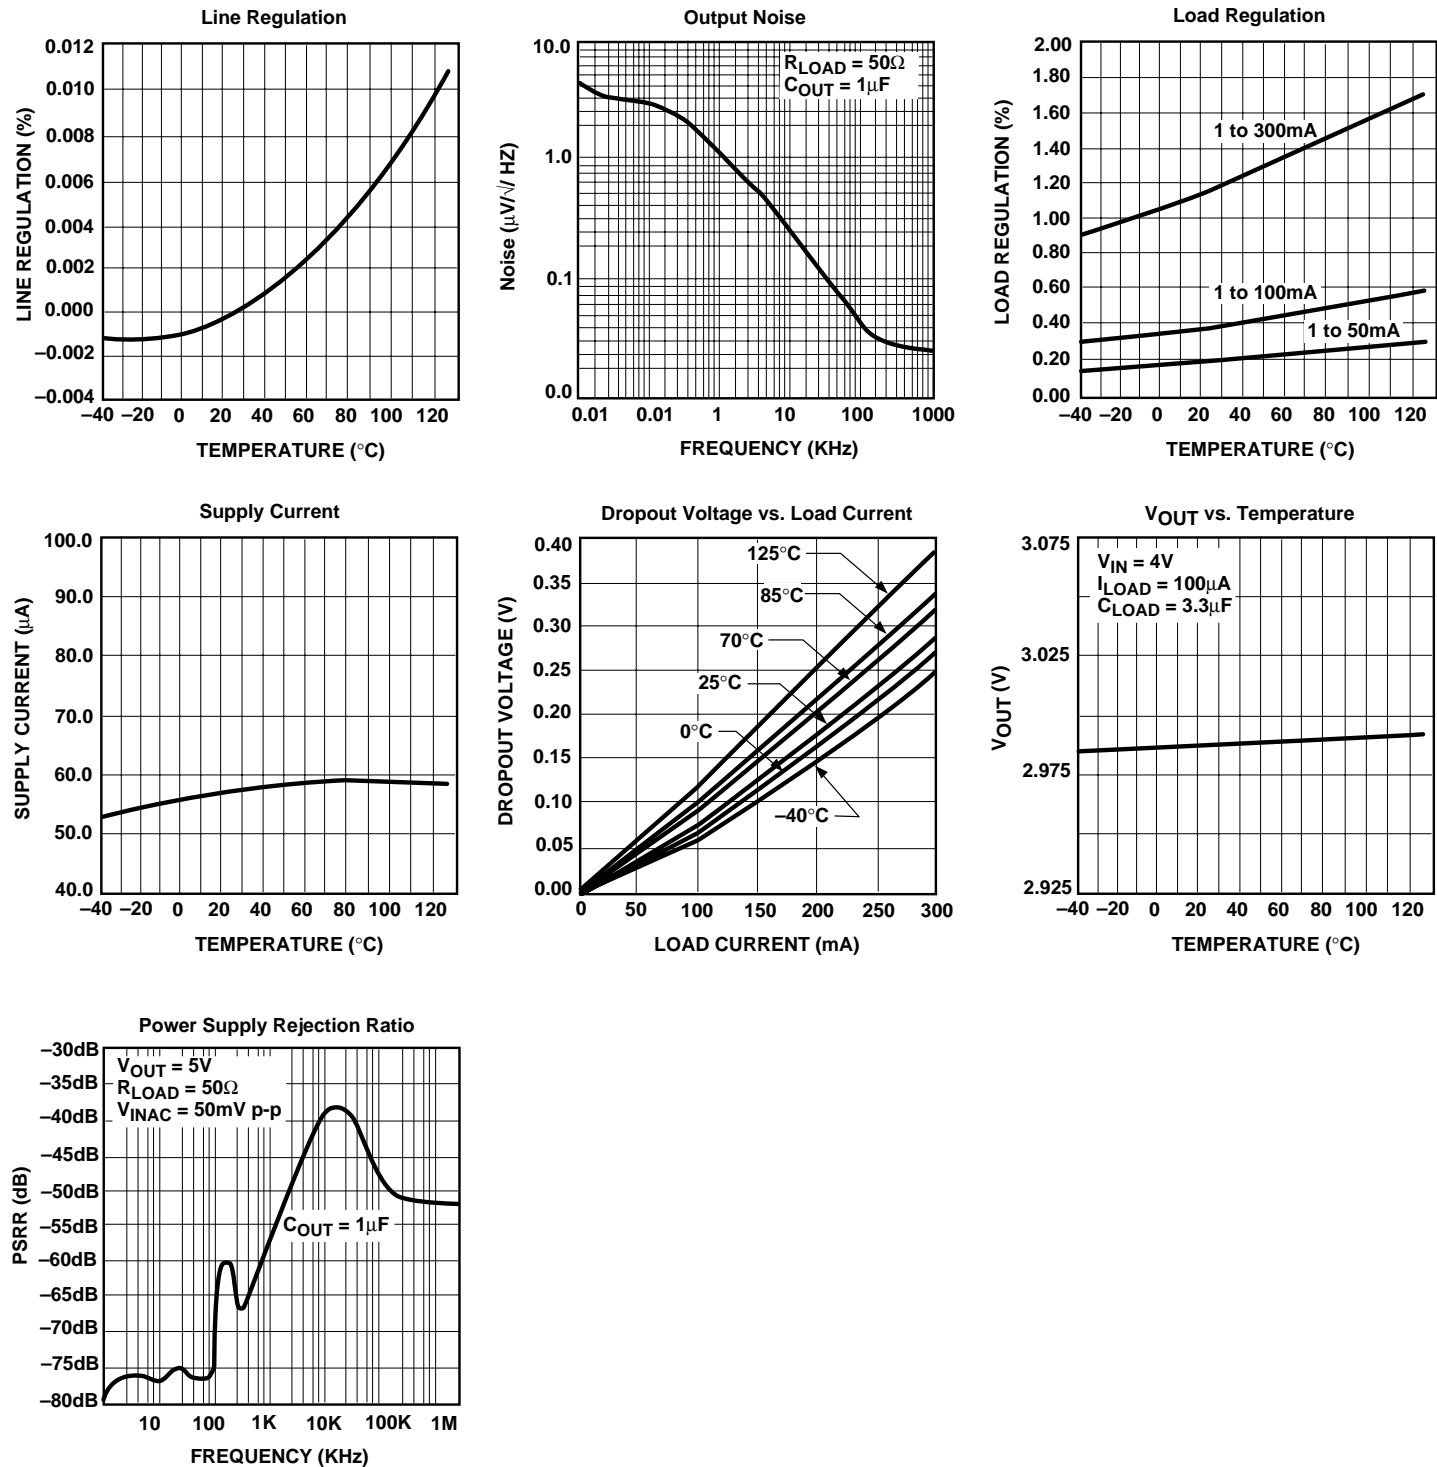 Line Regulation
0.012
0.010
0.008
0.006
0.004
0.002
0.000
–0.002
–0.004
LINE REGULATION (%)
–40 –20 0 20 40 60 80 100 120
TEMPERATURE (°C)
Output Noise
10.0
1.0
0.1
0.0
Noise (µV/√/ HZ)
RLOAD = 50Ω
COUT = 1µF
0.01 0.01 1 10 100 1000
FREQUENCY (KHz)
Load Regulation
2.00
1.80
1.60
1.40
1.20
1.00
0.80
0.60
0.40
0.20
0.00
LOAD REGULATION (%)
1 to 300mA
1 to 100mA
1 to 50mA
–40 –20 0 20 40 60 80 100 120
TEMPERATURE (°C)
Supply Current
100.0
90.0
80.0
70.0
60.0
50.0
40.0
SUPPLY CURRENT (µA)
–40 –20 0 20 40 60 80 100 120
TEMPERATURE (°C)
Dropout Voltage vs. Load Current
0.40
0.35
0.30
0.25
0.20
0.15
0.10
0.05
0.00
DROPOUT VOLTAGE (V)
125°C
85°C
70°C
25°C
0°C
–40°C
0 50 100 150 200 250 300
LOAD CURRENT (mA)
VOUT vs. Temperature
3.075
3.025
2.975
2.925
VOUT (V)
VIN = 4V
ILOAD = 100µA
CLOAD = 3.3µF
–40 –20 0 20 40 60 80 100 120
TEMPERATURE (°C)
Power Supply Rejection Ratio
–30dB
–35dB
–40dB
–45dB
–50dB
–55dB
–60dB
–65dB
–70dB
–75dB
–80dB
PSRR (dB)
VOUT = 5V
RLOAD = 50Ω
VINAC = 50mV p-p
COUT = 1µF
10 100 1K 10K 100K 1M
FREQUENCY (KHz)